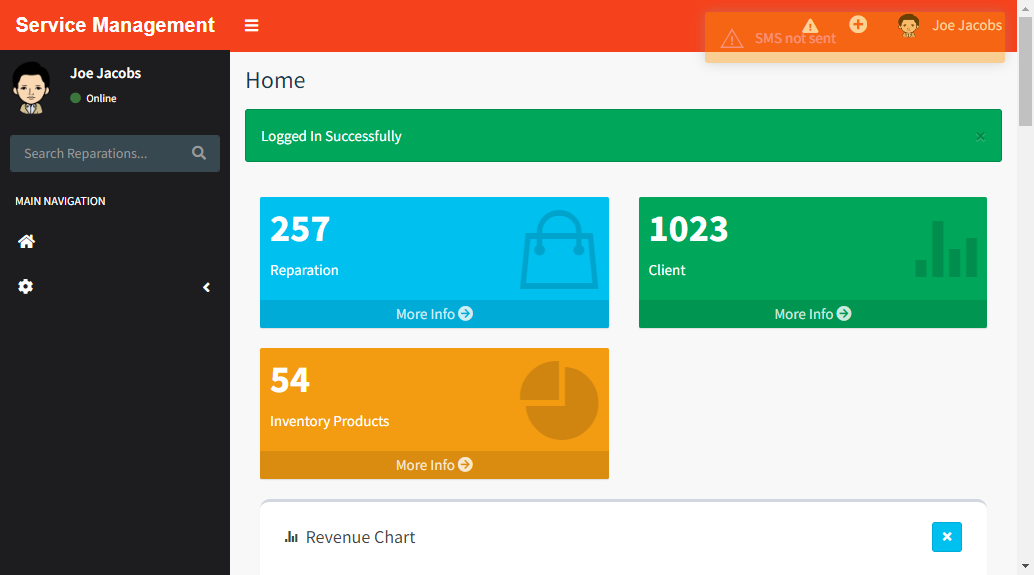 Service Management
Joe Jacobs
SMS not sent
Joe Jacobs
Online
Search Reparations...
MAIN NAVIGATION
Home
Logged In Successfully
×
257
Reparation
More Info
1023
Client
More Info
54
Inventory Products
More Info
Revenue Chart